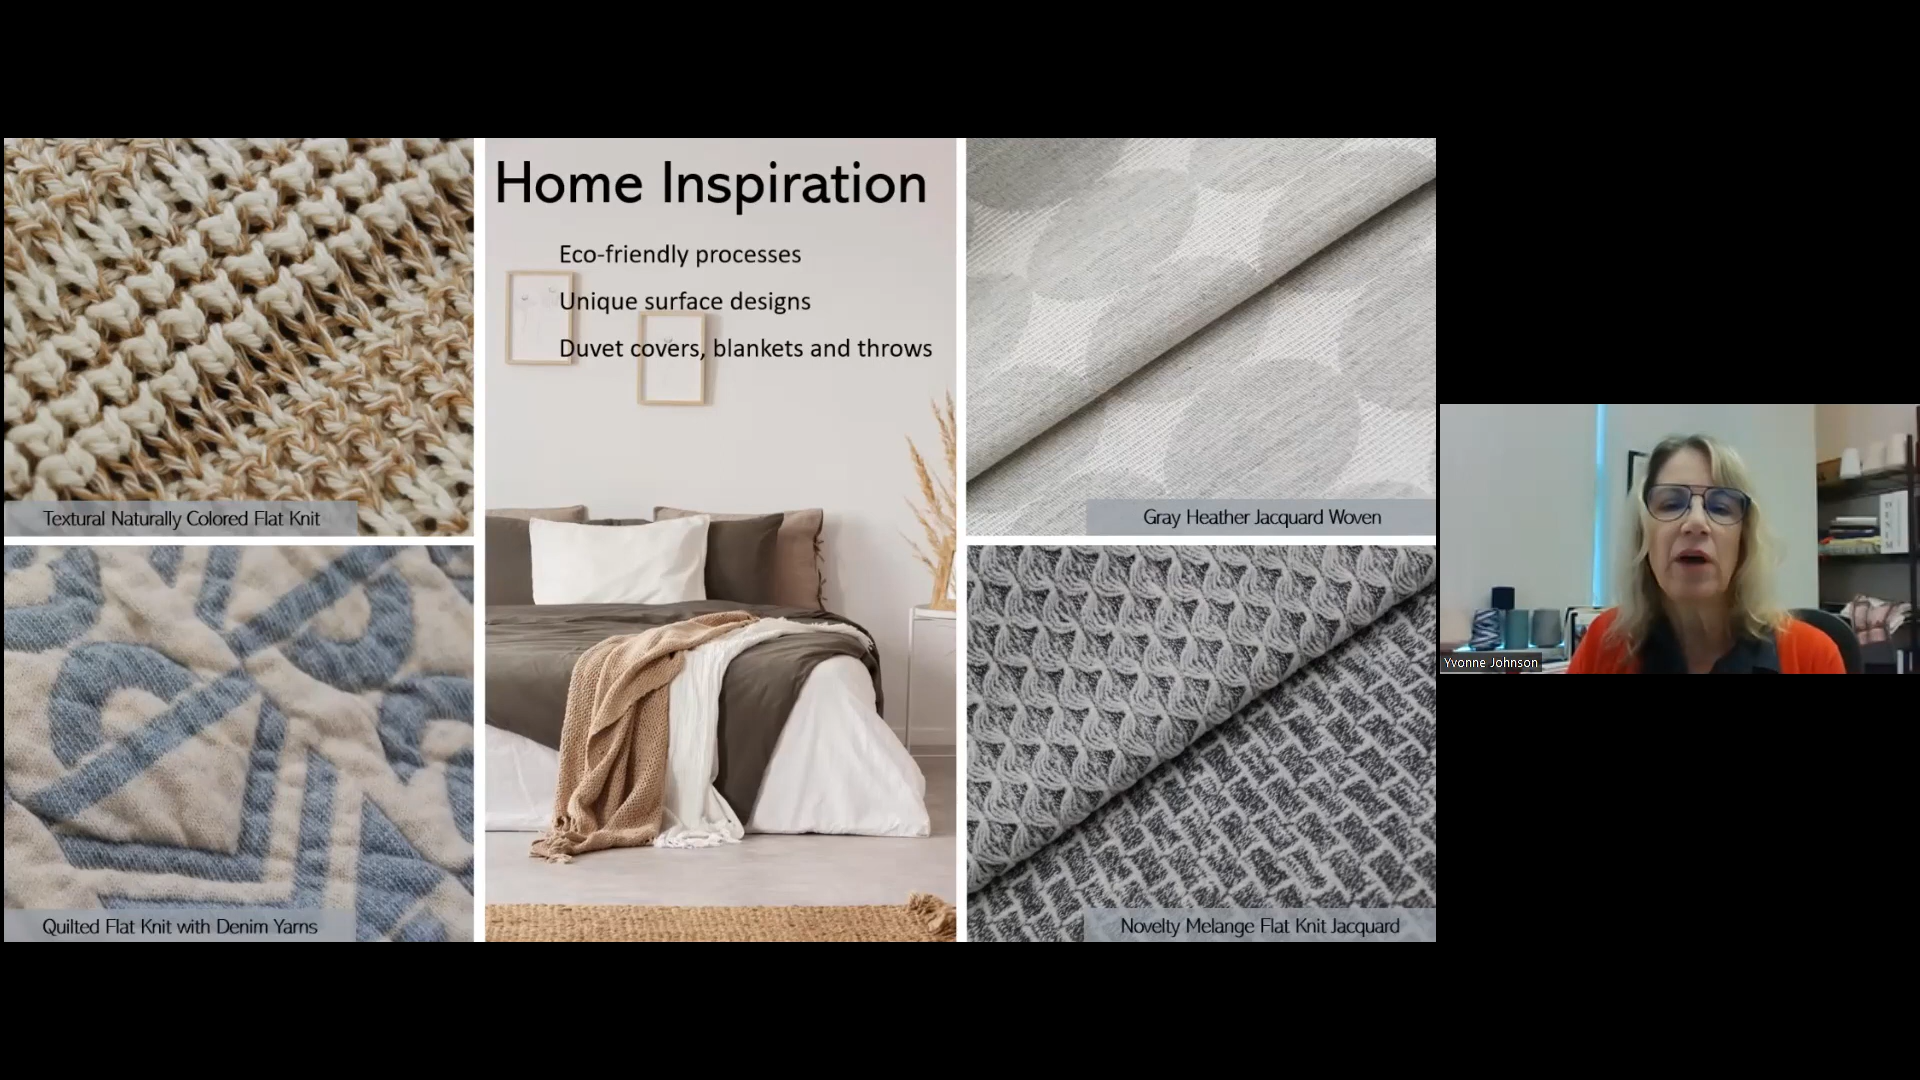 Home Inspiration
Eco-friendly processes
Unique surface designs
Duvet covers, blankets and throws
Textural Naturally Colored Flat Knit
Gray Heather Jacquard Woven
Quilted Flat Knit with Denim Yarns
Novelty Melange Flat Knit Jacquard
DENIM
Yvonne Johnson